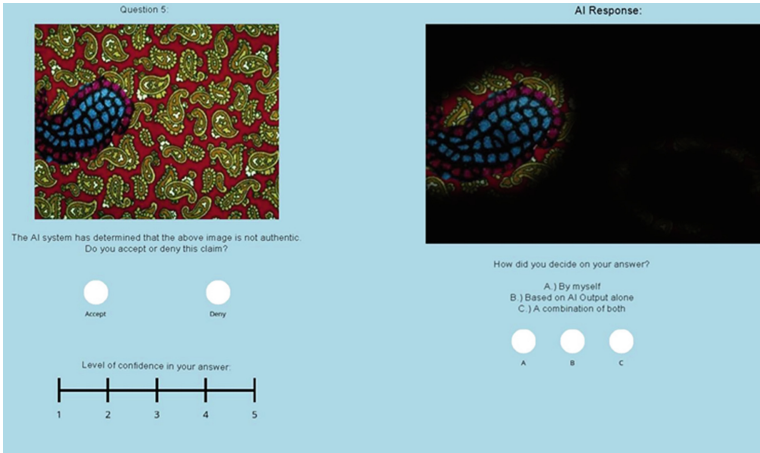 Question 5:
The AI system has determined that the above image is not authentic.
Do you accept or deny this claim?
Accept
Deny
Level of confidence in your answer:
1 2 3 4 5
AI Response:
How did you decide on your answer?
A.) By myself
B.) Based on AI Output alone
C.) A combination of both
A B C